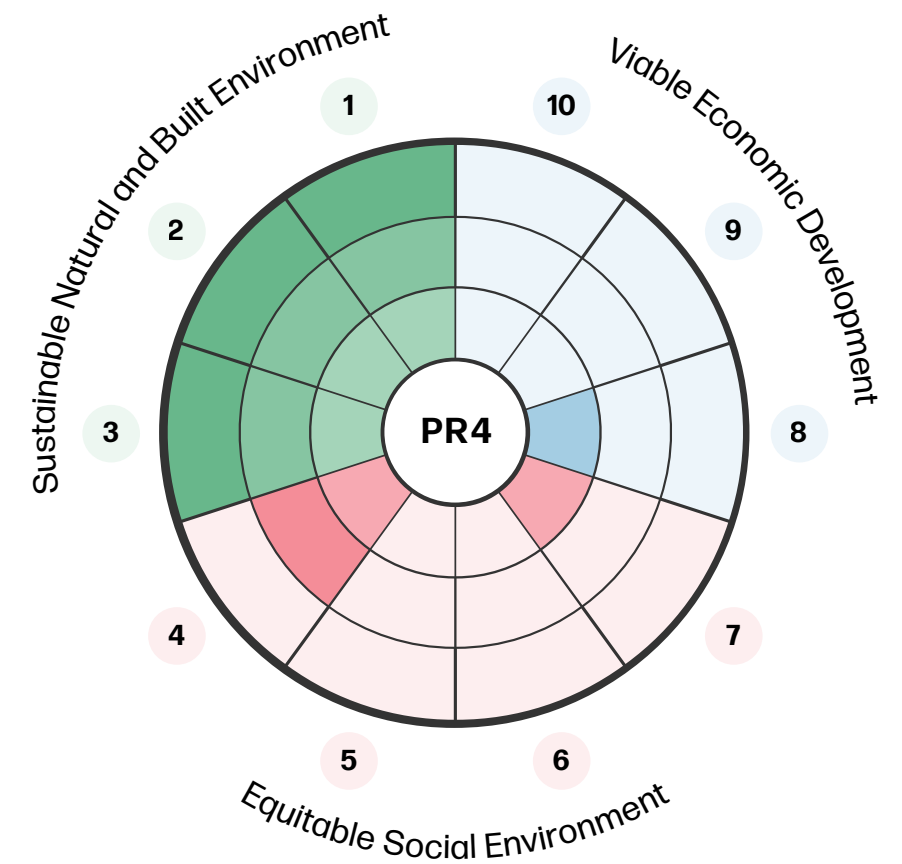 Sustainable Natural and Built Environment
Viable Economic Development
1
10
2
9
3
PR4
8
4
7
5
6
Equitable Social Environment